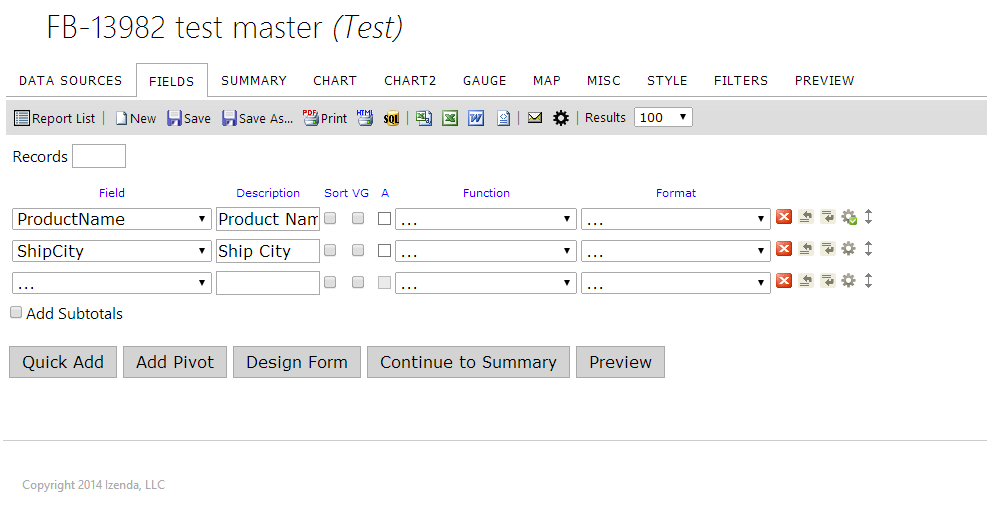 FB-13982 test master (Test)
DATA SOURCES FIELDS SUMMARY CHART CHART2 GAUGE MAP MISC STYLE FILTERS PREVIEW
Report List | New Save Save As... PDF Print HTML SQL | | Results 100
Records
Field Description Sort VG A Function Format
ProductName Product Nam ... ...
ShipCity Ship City ... ...
... ... ...
Add Subtotals
Quick Add Add Pivot Design Form Continue to Summary Preview
Copyright 2014 Izenda, LLC